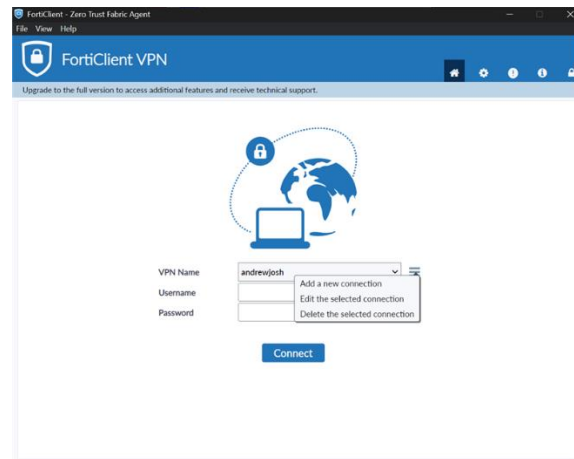 FortiClient - Zero Trust Fabric Agent
File View Help
FortiClient VPN
Upgrade to the full version to access additional features and receive technical support.
VPN Name
andrewjosh
Add a new connection
Username
Edit the selected connection
Password
Delete the selected connection
Connect